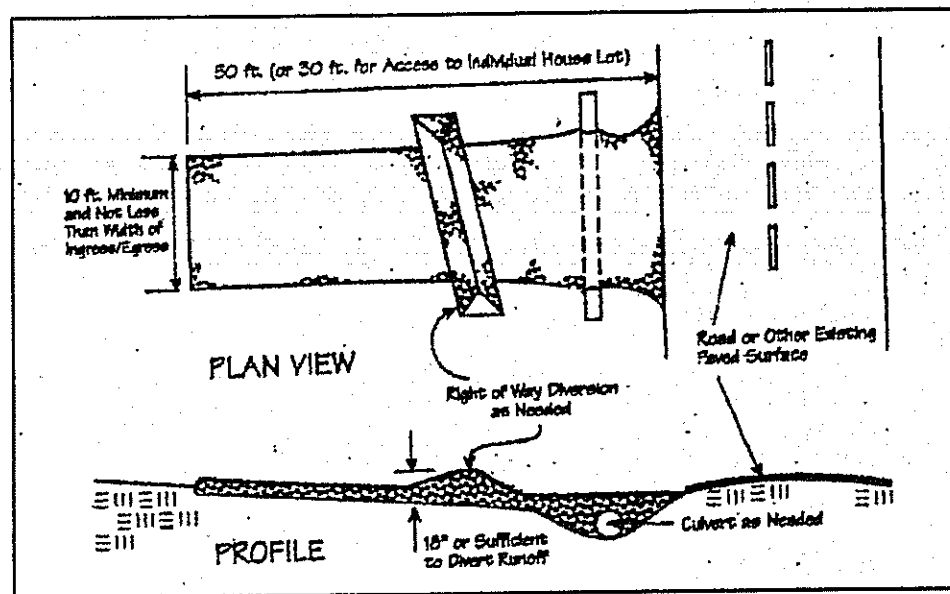 50 ft. (or 30 ft. for Access to Individual House Lot)
10 ft. Minimum
and Not Less
Than Width of
Ingress/Egress
PLAN VIEW
Right of Way Diversion
as Needed
Road or Other Existing
Paved Surface
18" or Sufficient
to Divert Runoff
Culvert as Needed
PROFILE